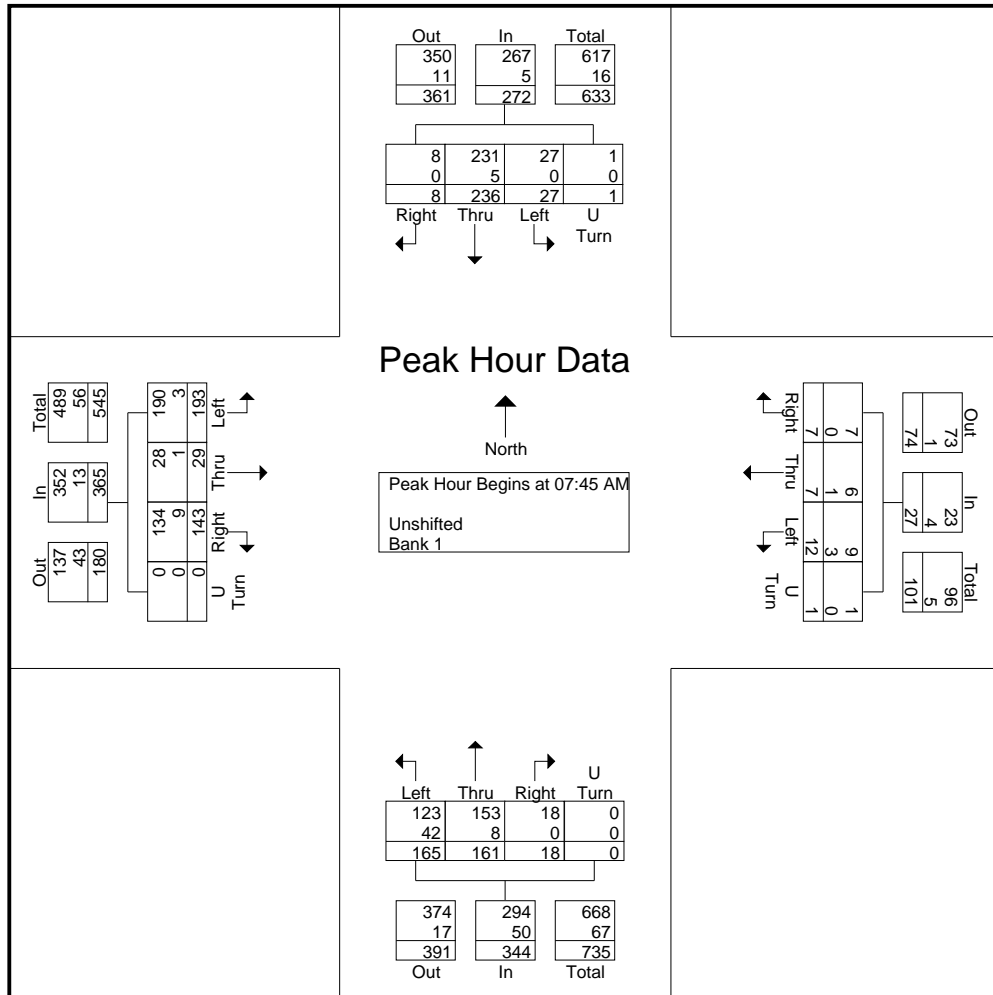 Out In Total
350 267 617
11 5 16
361 272 633
8 231 27 1
0 5 0 0
8 236 27 1
Right Thru Left U
Turn
Peak Hour Data
North
Peak Hour Begins at 07:45 AM
Unshifted
Bank 1
Total In Out
489 352 137
56 13 43
545 365 180
190 28 134 0
3 1 9 0
193 29 143 0
Left Thru Right U
Turn
Out In Total
73 23 96
1 4 5
74 27 101
7 6 9 1
0 1 3 0
7 7 12 1
Right Thru Left U
Turn
U
Left Thru Right Turn
123 153 18 0
42 8 0 0
165 161 18 0
374 294 668
17 50 67
391 344 735
Out In Total